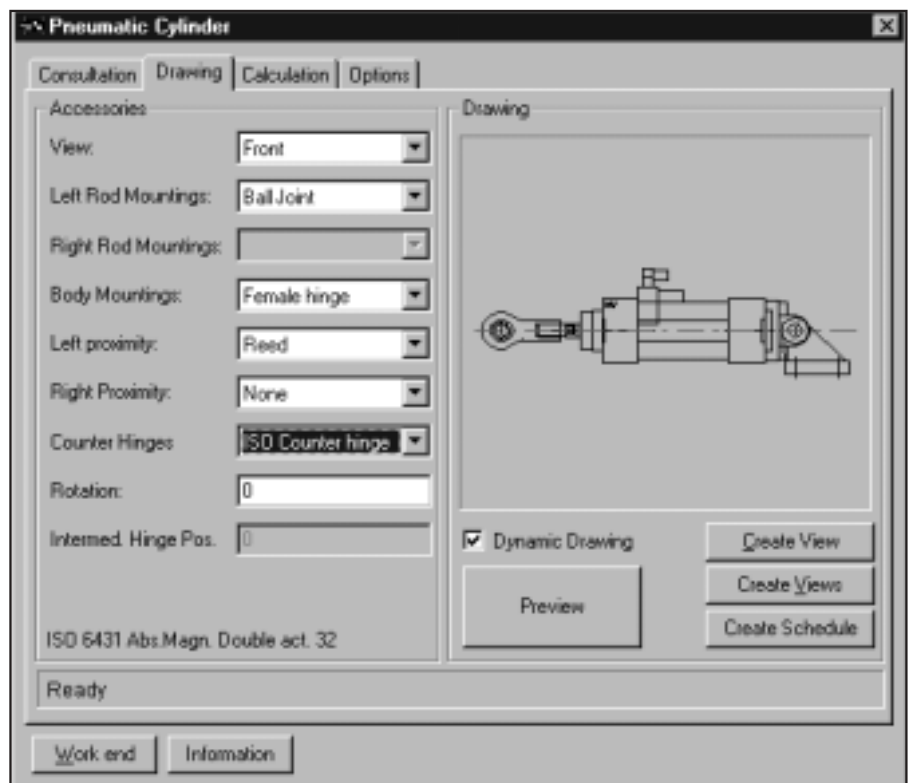 Pneumatic Cylinder
Consultation Drawing Calculation Options
Accessories
View: Front
Left Rod Mountings: Ball Joint
Right Rod Mountings:
Body Mountings: Female hinge
Left proximity: Reed
Right Proximity: None
Counter Hinges ISO Counter hinge
Rotation: 0
Intermed. Hinge Pos. 0
ISO 6431 Abs.Magn. Double act. 32
Drawing
Dynamic Drawing
Preview
Create View
Create Views
Create Schedule
Ready
Work end Information